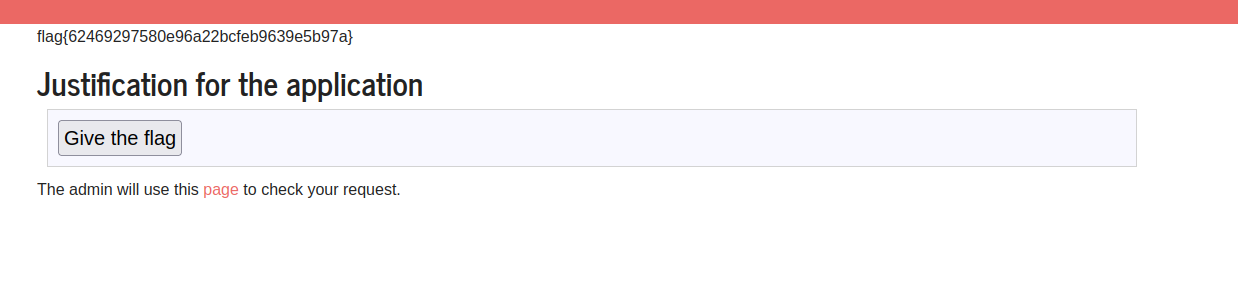 flag{62469297580e96a22bcfeb9639e5b97a}
Justification for the application
Give the flag
The admin will use this page to check your request.